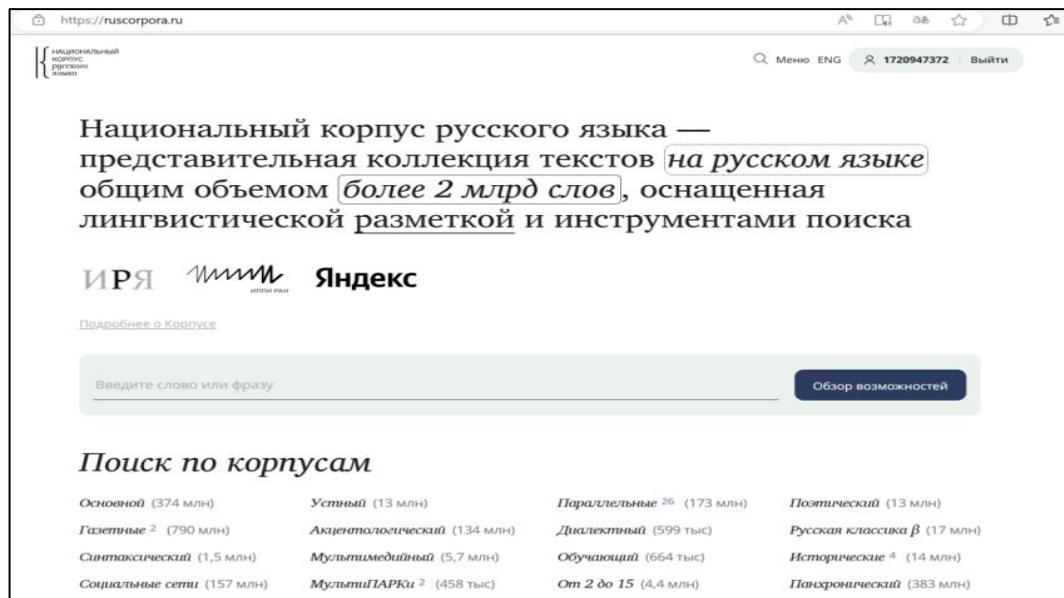 https://ruscorpora.ru
НАЦИОНАЛЬНЫЙ
КОРПУС
русского
языка
Меню ENG 1720947372 Выйти
Национальный корпус русского языка —
представительная коллекция текстов на русском языке
общим объемом более 2 млрд слов, оснащенная
лингвистической разметкой и инструментами поиска
ИРЯ ИППИ РАН Яндекс
Подробнее о Корпусе
Введите слово или фразу Обзор возможностей
Поиск по корпусам
Основной (374 млн) Устный (13 млн) Параллельные 26 (173 млн) Поэтический (13 млн)
Газетные 2 (790 млн) Акцентологический (134 млн) Диалектный (599 тыс) Русская классика β (17 млн)
Синтаксический (1,5 млн) Мультимедийный (5,7 млн) Обучающий (664 тыс) Исторические 4 (14 млн)
Социальные сети (157 млн) МультиПАРКи 2 (458 тыс) От 2 до 15 (4,4 млн) Панхронический (383 млн)